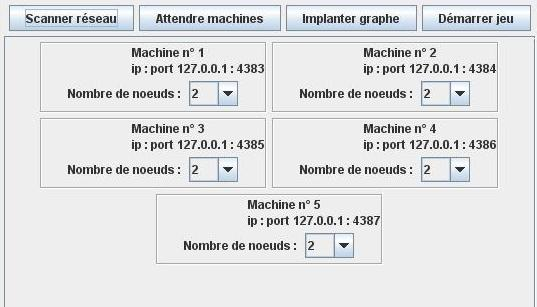 Scanner réseau Attendre machines Implanter graphe Démarrer jeu
Machine n° 1
ip : port 127.0.0.1 : 4383
Nombre de noeuds : 2
Machine n° 2
ip : port 127.0.0.1 : 4384
Nombre de noeuds : 2
Machine n° 3
ip : port 127.0.0.1 : 4385
Nombre de noeuds : 2
Machine n° 4
ip : port 127.0.0.1 : 4386
Nombre de noeuds : 2
Machine n° 5
ip : port 127.0.0.1 : 4387
Nombre de noeuds : 2